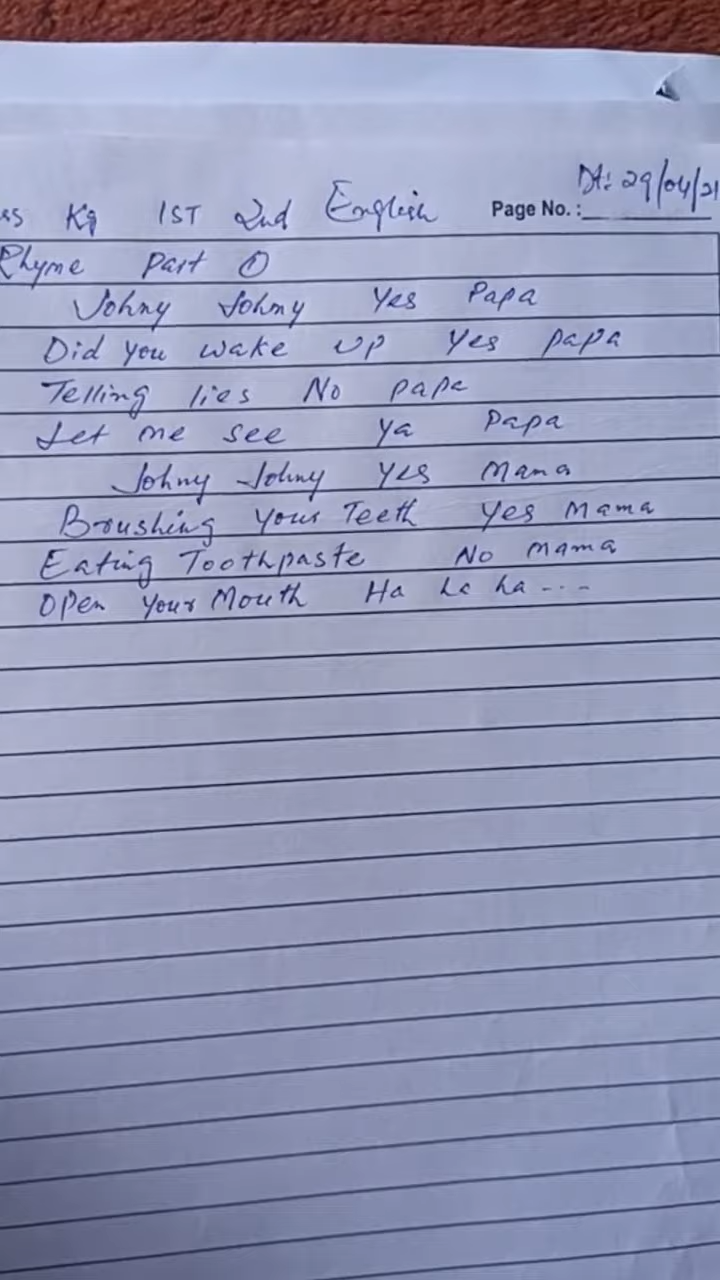 Dt: 29/04/21
ss Kg 1ST 2nd English Page No. :
Rhyme Part ①
Johny Johny Yes Papa
Did you wake up Yes papa
Telling lies No papa
Let me see ya Papa
Johny Johny Yes Mama
Brushing Your Teeth Yes Mama
Eating Toothpaste No Mama
Open Your Mouth Ha ha ha ...